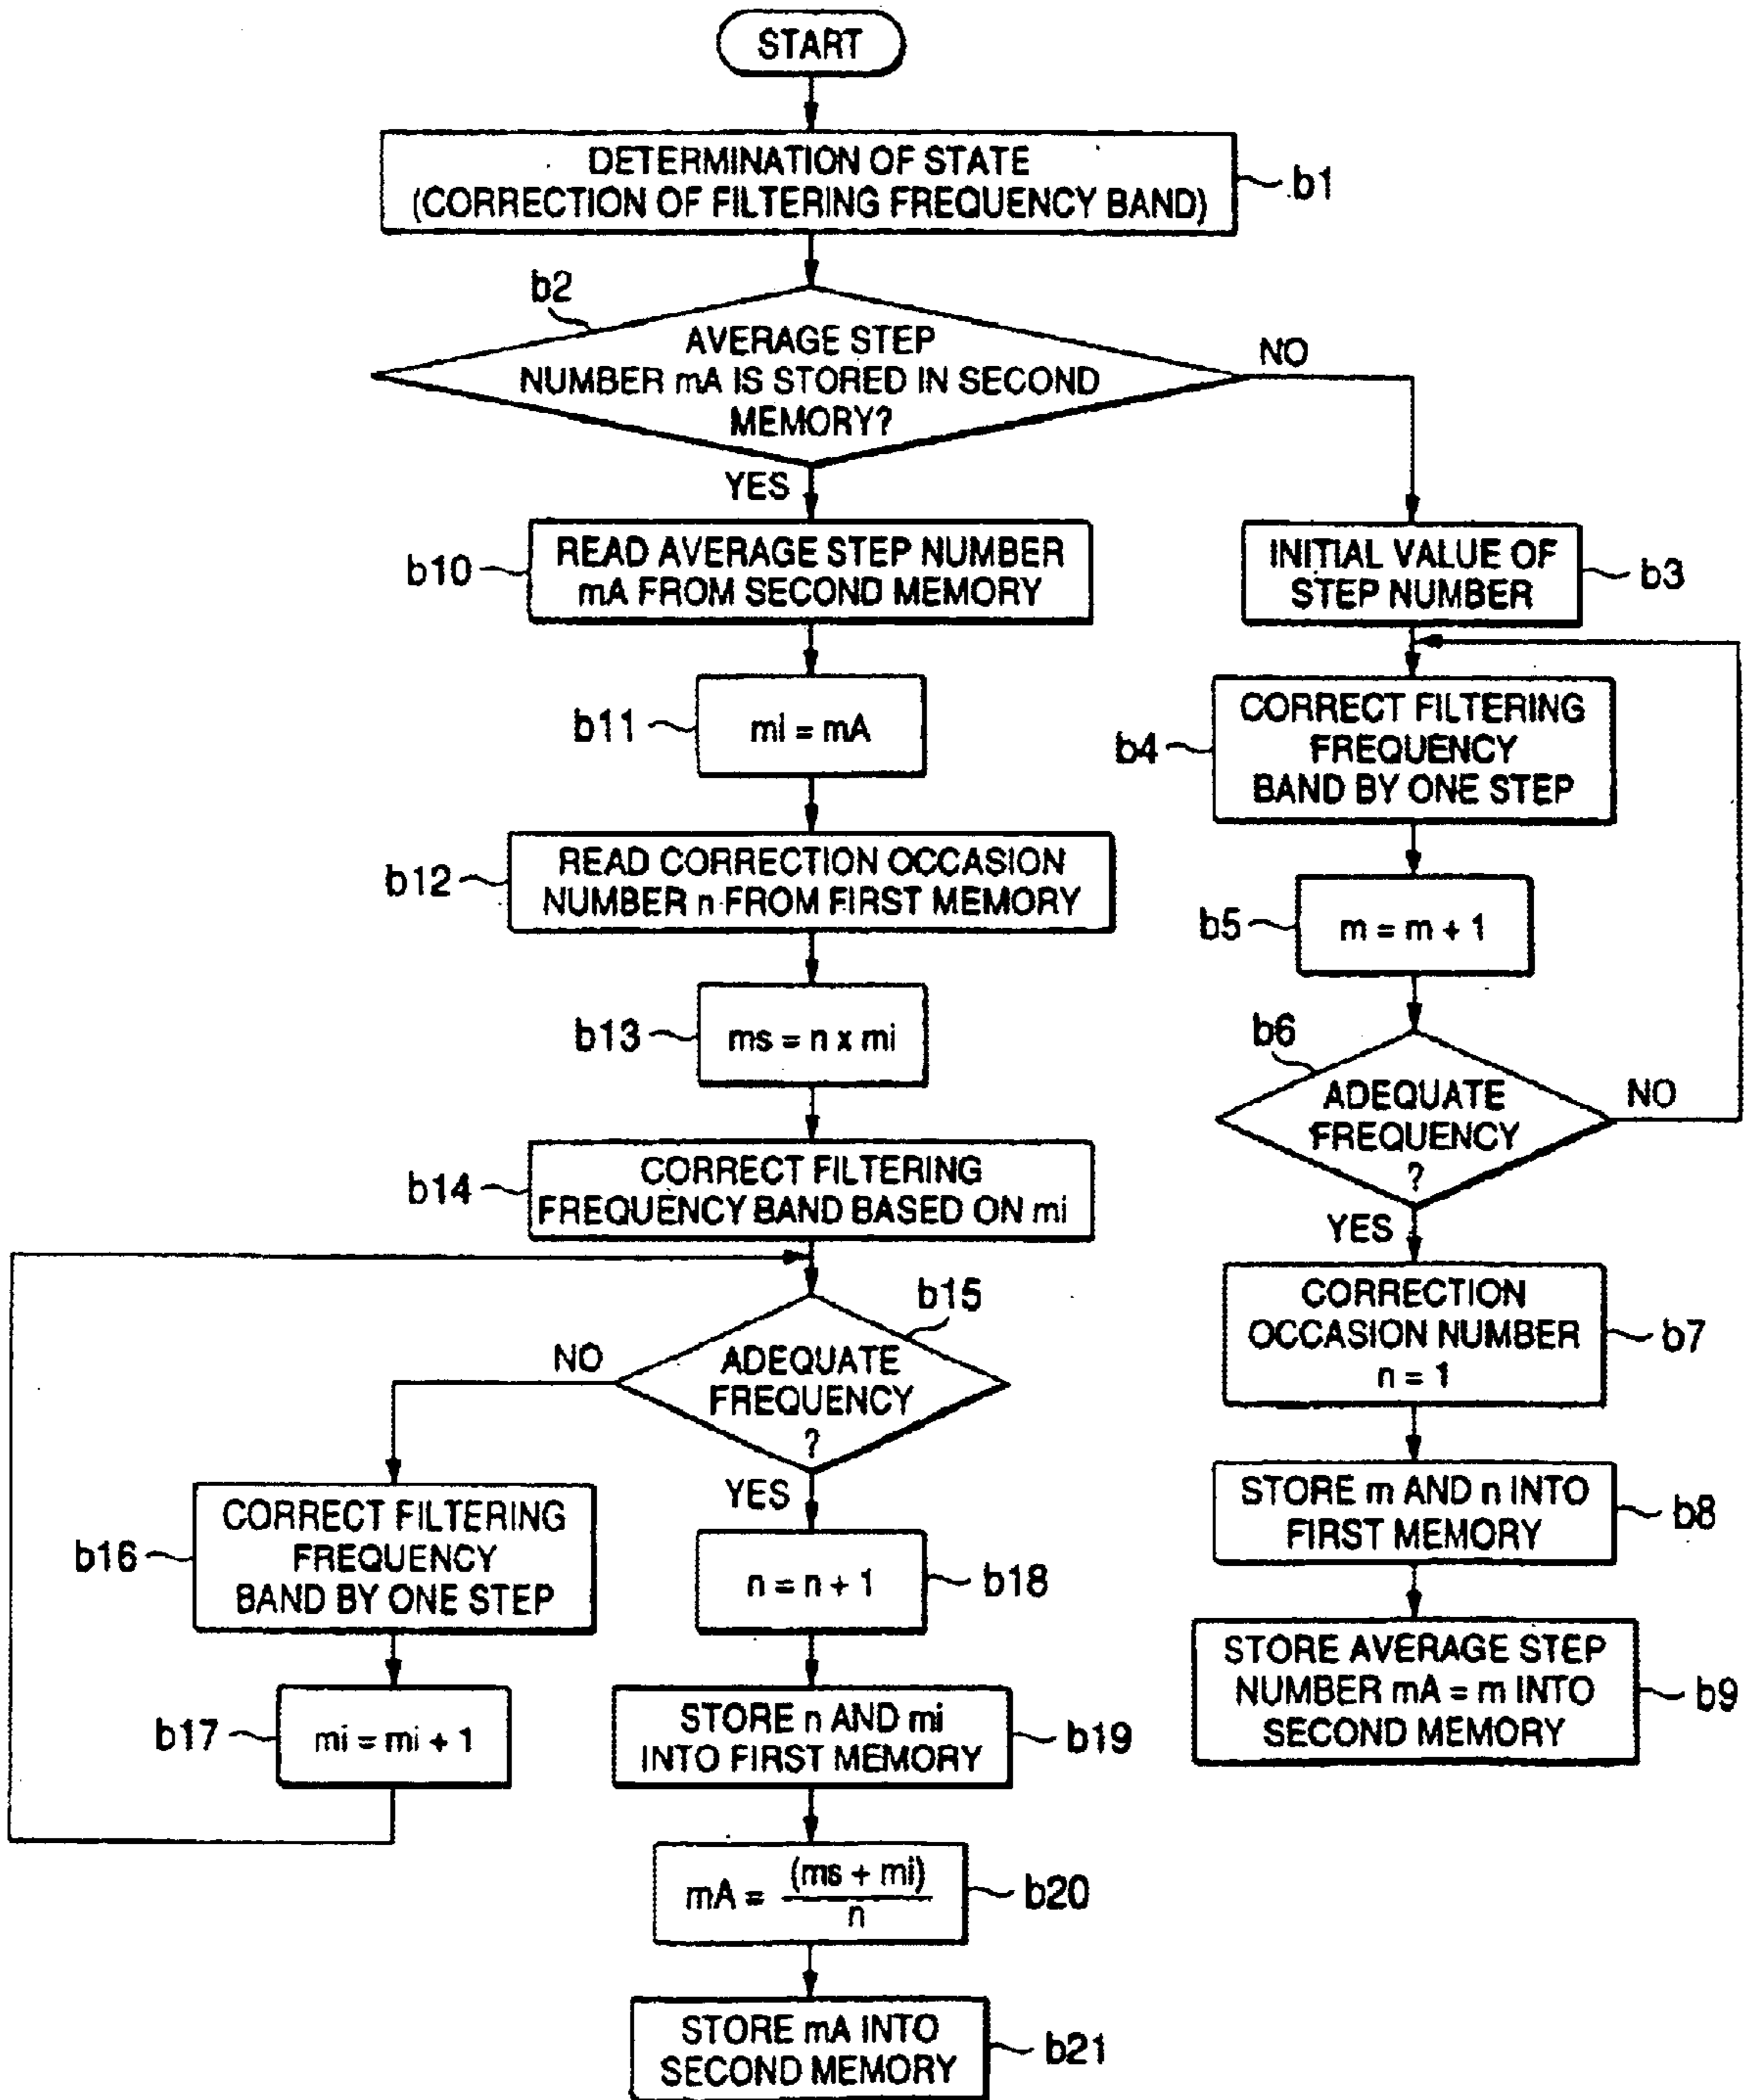 START
DETERMINATION OF STATE
(CORRECTION OF FILTERING FREQUENCY BAND)
b1
b2
AVERAGE STEP
NUMBER mA IS STORED IN SECOND
MEMORY?
NO
YES
READ AVERAGE STEP NUMBER
mA FROM SECOND MEMORY
b10
mi = mA
b11
READ CORRECTION OCCASION
NUMBER n FROM FIRST MEMORY
b12
ms = n x mi
b13
CORRECT FILTERING
FREQUENCY BAND BASED ON mi
b14
b15
ADEQUATE
FREQUENCY
?
NO
YES
CORRECT FILTERING
FREQUENCY
BAND BY ONE STEP
b16
mi = mi + 1
b17
n = n + 1
b18
STORE n AND mi
INTO FIRST MEMORY
b19
mA = (ms + mi)
n
b20
STORE mA INTO
SECOND MEMORY
b21
INITIAL VALUE OF
STEP NUMBER
b3
CORRECT FILTERING
FREQUENCY
BAND BY ONE STEP
b4
m = m + 1
b5
b6
ADEQUATE
FREQUENCY
?
NO
YES
CORRECTION
OCCASION NUMBER
n = 1
b7
STORE m AND n INTO
FIRST MEMORY
b8
STORE AVERAGE STEP
NUMBER mA = m INTO
SECOND MEMORY
b9